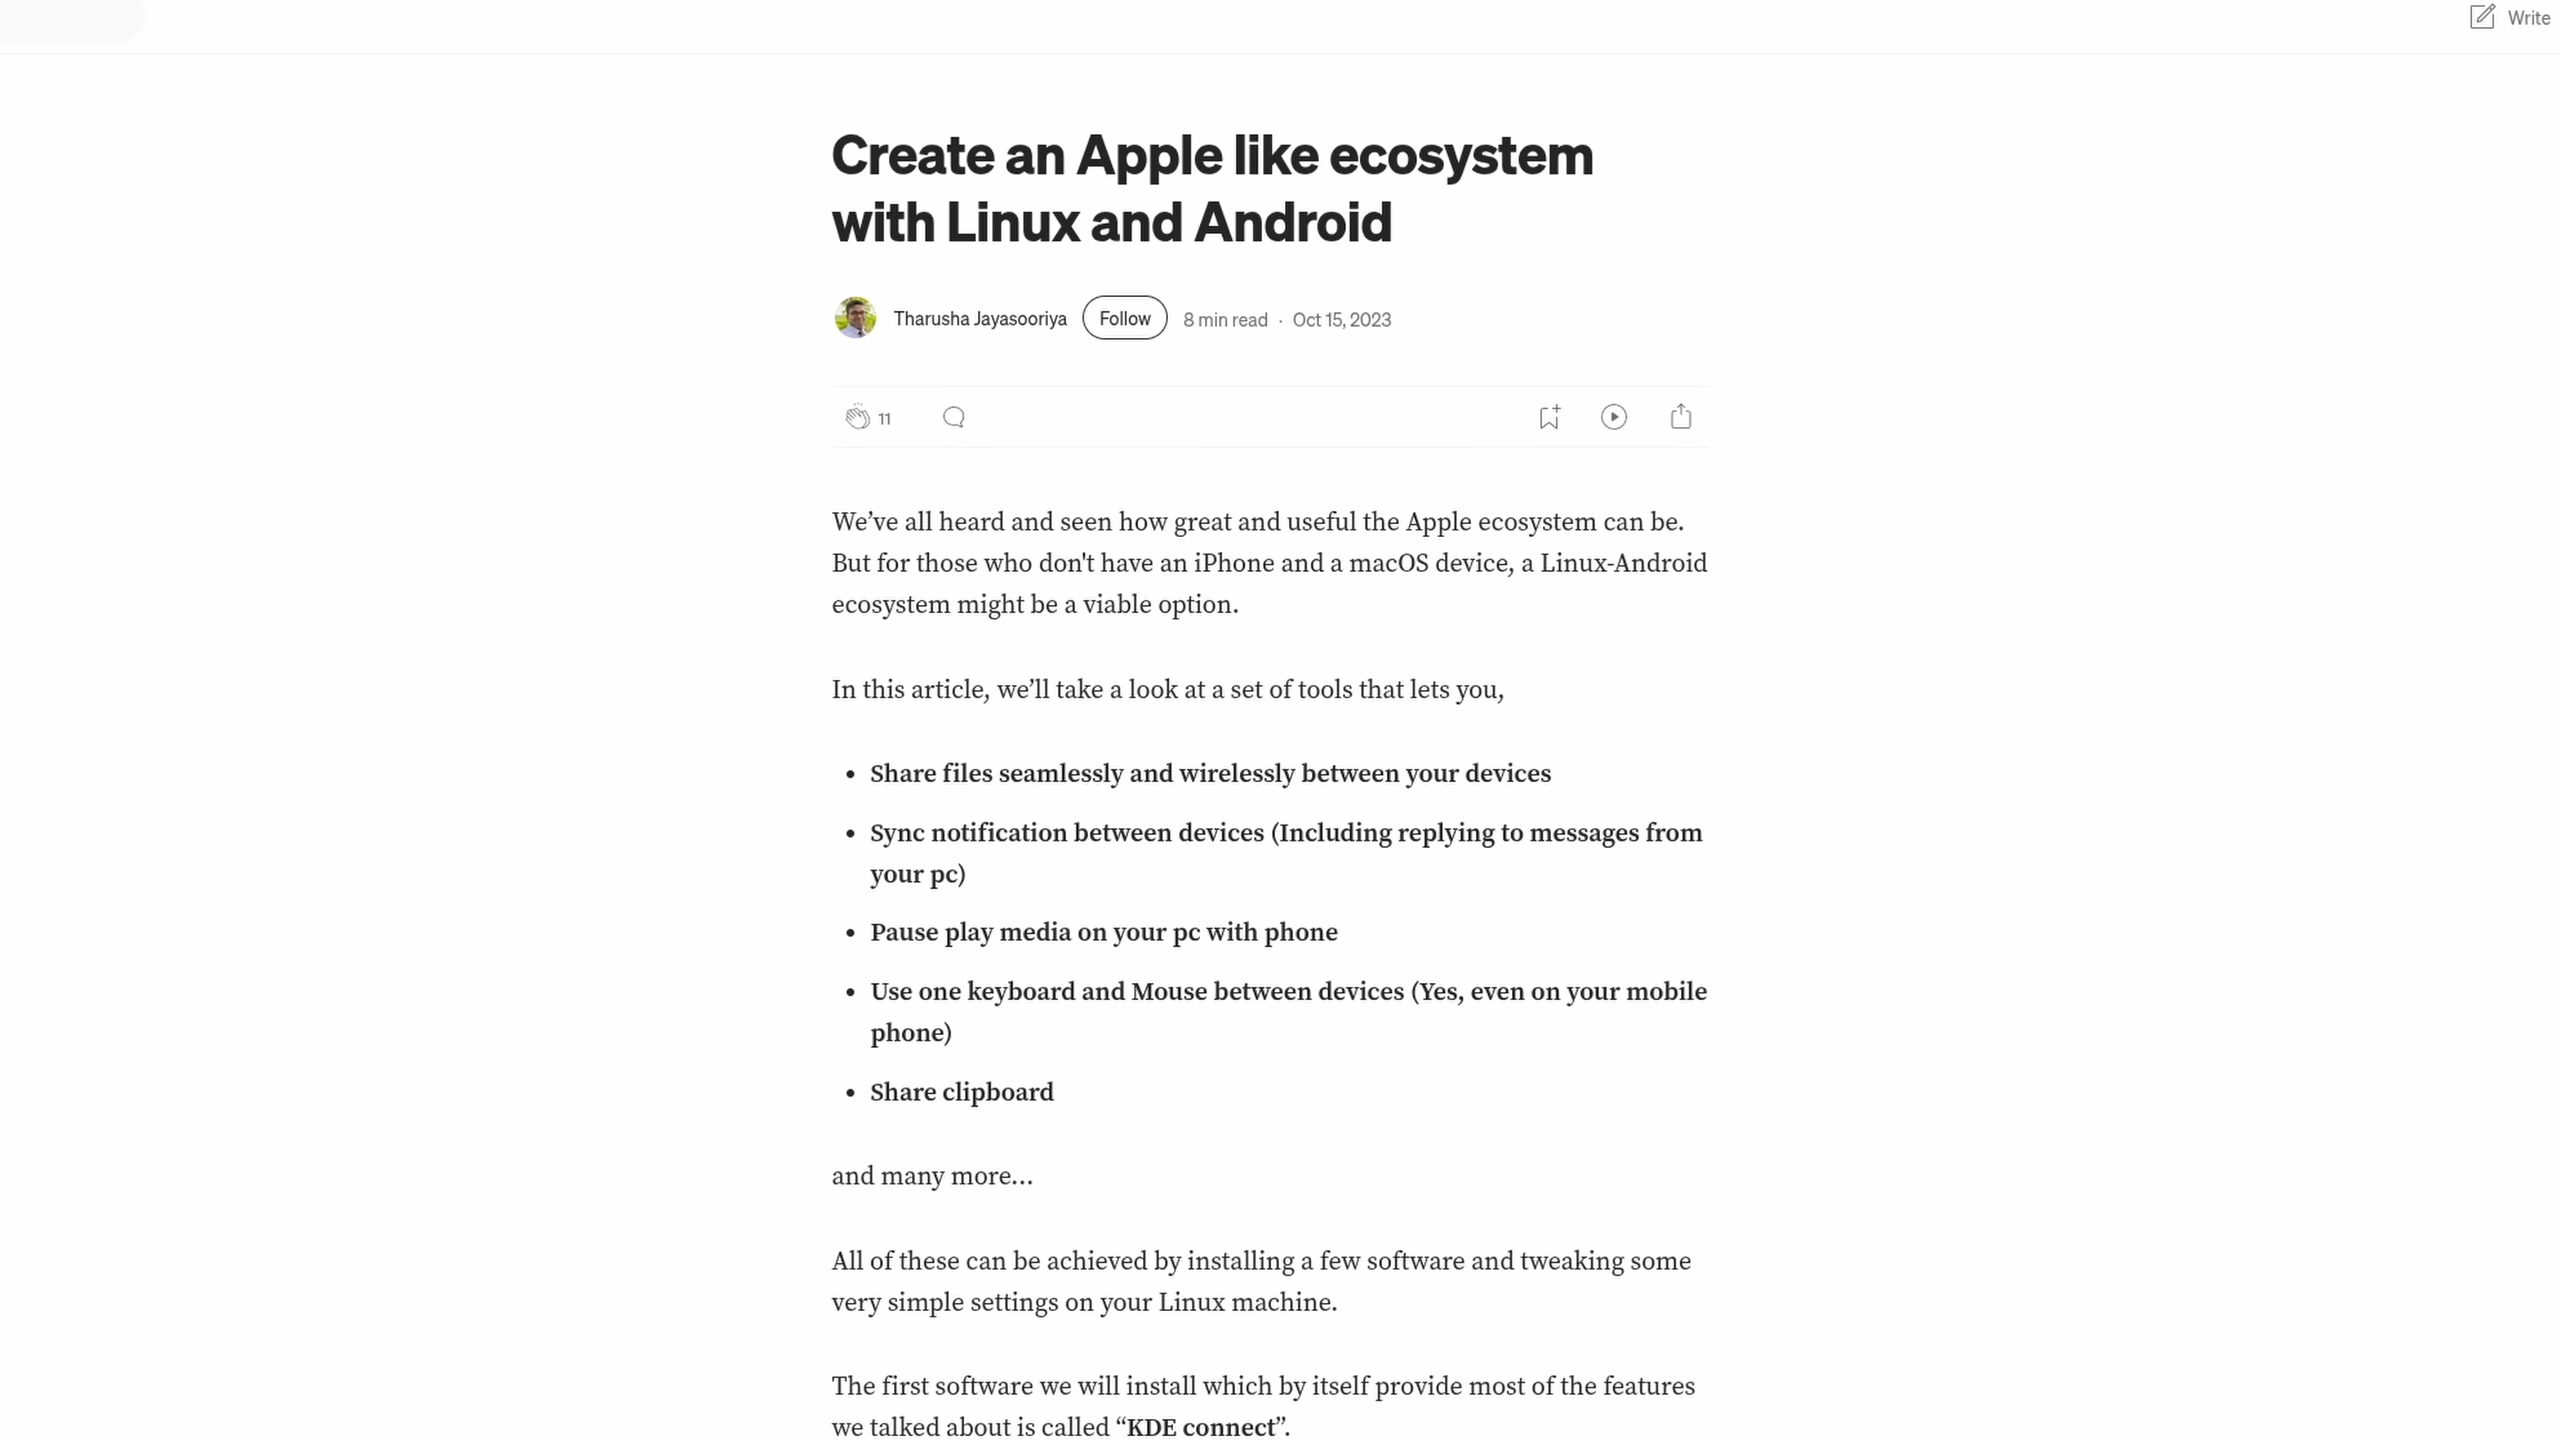 Write
Create an Apple like ecosystem
with Linux and Android
Tharusha Jayasooriya Follow 8 min read · Oct 15, 2023
11
We’ve all heard and seen how great and useful the Apple ecosystem can be.
But for those who don't have an iPhone and a macOS device, a Linux-Android
ecosystem might be a viable option.
In this article, we’ll take a look at a set of tools that lets you,
• Share files seamlessly and wirelessly between your devices
• Sync notification between devices (Including replying to messages from
your pc)
• Pause play media on your pc with phone
• Use one keyboard and Mouse between devices (Yes, even on your mobile
phone)
• Share clipboard
and many more…
All of these can be achieved by installing a few software and tweaking some
very simple settings on your Linux machine.
The first software we will install which by itself provide most of the features
we talked about is called “KDE connect”.